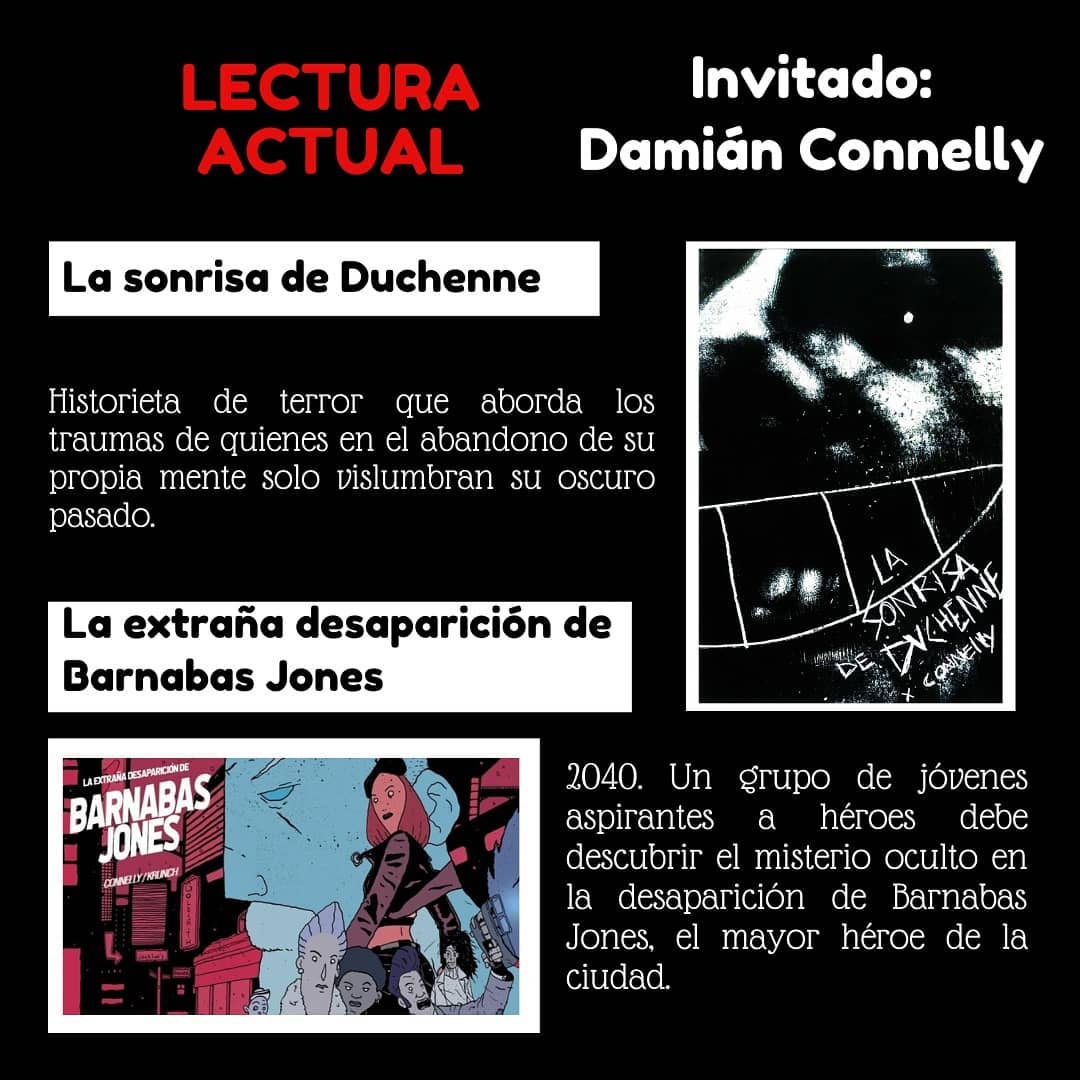 LECTURA
ACTUAL
Invitado:
Damián Connelly
La sonrisa de Duchenne
Historieta de terror que aborda los
traumas de quienes en el abandono de su
propia mente solo vislumbran su oscuro
pasado.
LA
SONRISA
DE DUCHENNE
X CONNELLY
La extraña desaparición de
Barnabas Jones
LA EXTRAÑA DESAPARICIÓN DE
BARNABAS
JONES
CONNELLY/KRUNCH
2040. Un grupo de jóvenes
aspirantes a héroes debe
descubrir el misterio oculto en
la desaparición de Barnabas
Jones, el mayor héroe de la
ciudad.